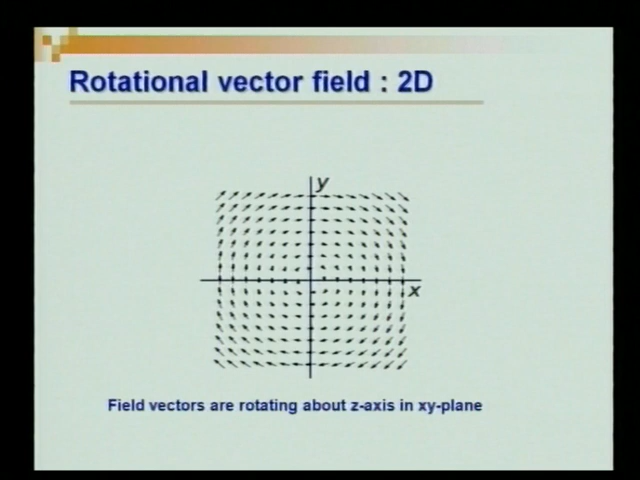 Rotational vector field : 2D
y
x
Field vectors are rotating about z-axis in xy-plane